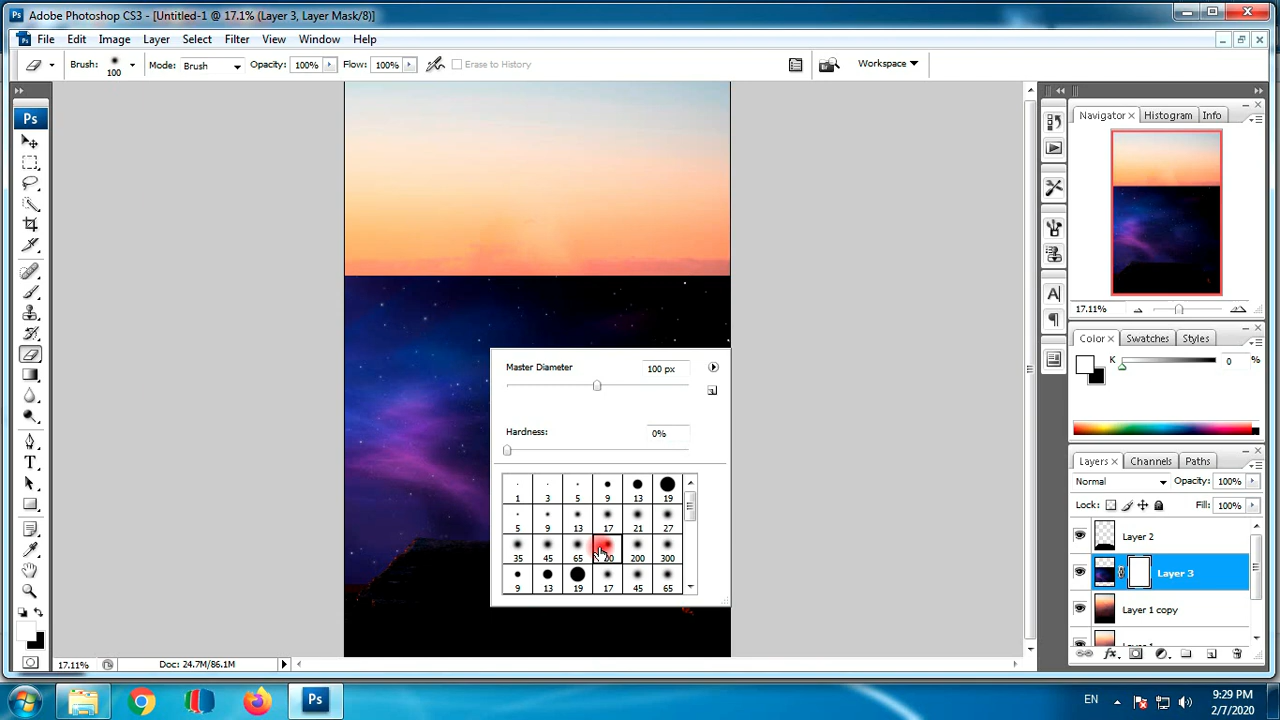 Ps Adobe Photoshop CS3 - [Untitled-1 @ 17.1% (Layer 3, Layer Mask/8)]
File Edit Image Layer Select Filter View Window Help
Brush: 100 Mode: Brush Opacity: 100% Flow: 100% Erase to History Workspace
Ps
T
Navigator Histogram Info
17.11%
Color Swatches Styles
K 0 %
Layers Channels Paths
Normal Opacity: 100%
Lock: Fill: 100%
Layer 2
Layer 3
Layer 1 copy
Master Diameter 100 px
Hardness: 0%
1 3 5 9 13 19
5 9 13 17 21 27
35 45 65 200 300
9 13 19 17 45 65
17.11% Doc: 24.7M/86.1M
Ps EN 9:29 PM
2/7/2020